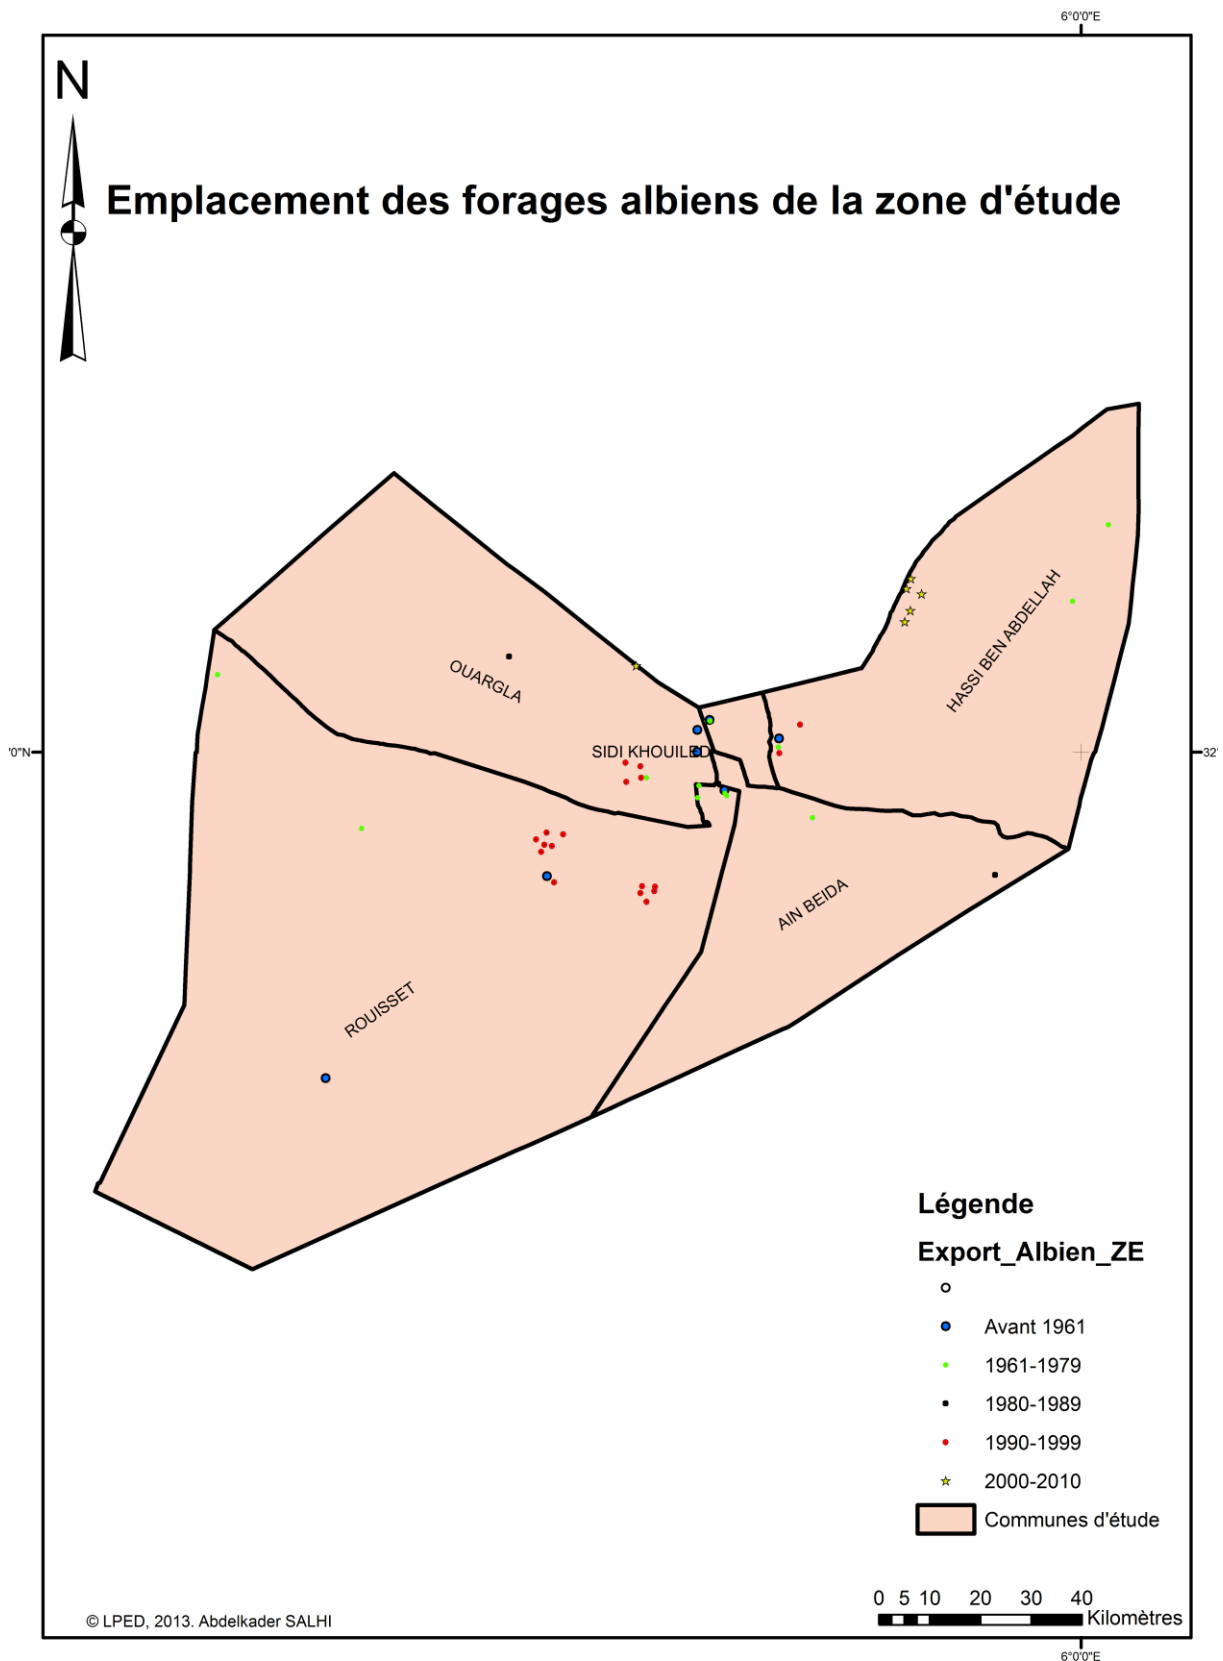 6°0'0"E
N
Emplacement des forages albiens de la zone d'étude
HASSI BEN ABDELLAH
OUARGLA
SIDI KHOUILED
'0"N
32°
AIN BEIDA
ROUISSET
Légende
Export_Albien_ZE
Avant 1961
1961-1979
1980-1989
1990-1999
2000-2010
Communes d'étude
0 5 10 20 30 40
Kilomètres
© LPED, 2013. Abdelkader SALHI
6°0'0"E